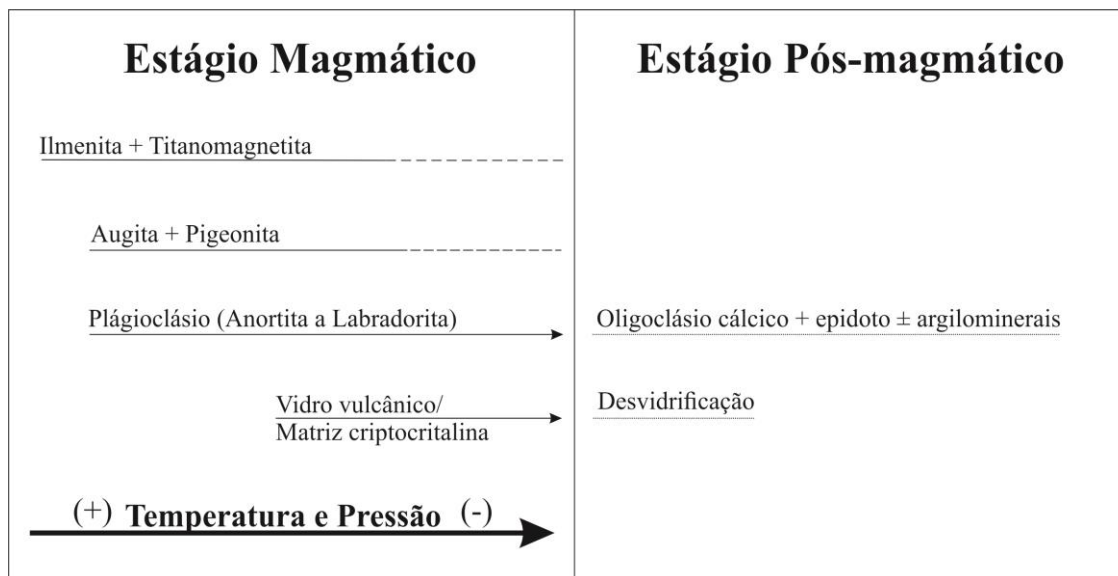 Estágio Magmático
Estágio Pós-magmático
Ilmenita + Titanomagnetita
Augita + Pigeonita
Plágioclásio (Anortita a Labradorita)
Oligoclásio cálcico + epidoto ± argilominerais
Vidro vulcânico/
Matriz criptocritalina
Desvidrificação
(+) Temperatura e Pressão (-)